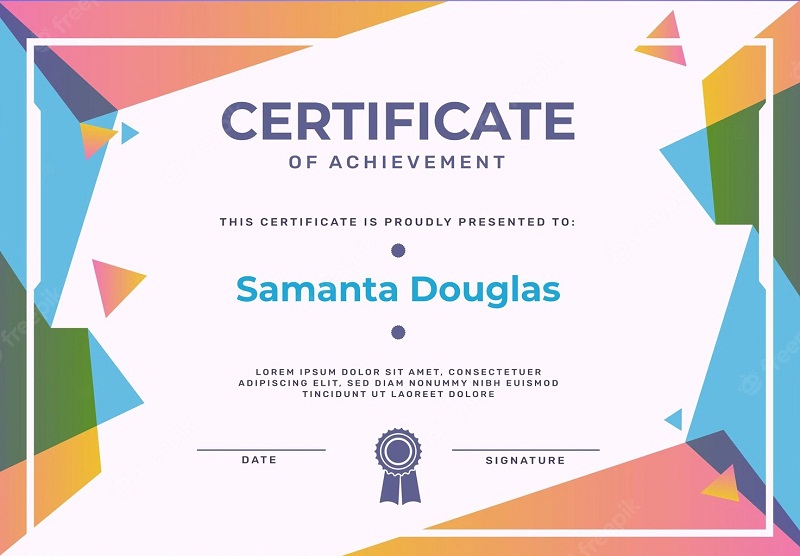 CERTIFICATE
OF ACHIEVEMENT
THIS CERTIFICATE IS PROUDLY PRESENTED TO:
Samanta Douglas
LOREM IPSUM DOLOR SIT AMET, CONSECTETUER
ADIPISCING ELIT, SED DIAM NONUMMY NIBH EUISMOD
TINCIDUNT UT LAOREET DOLORE
DATE
SIGNATURE
freepik